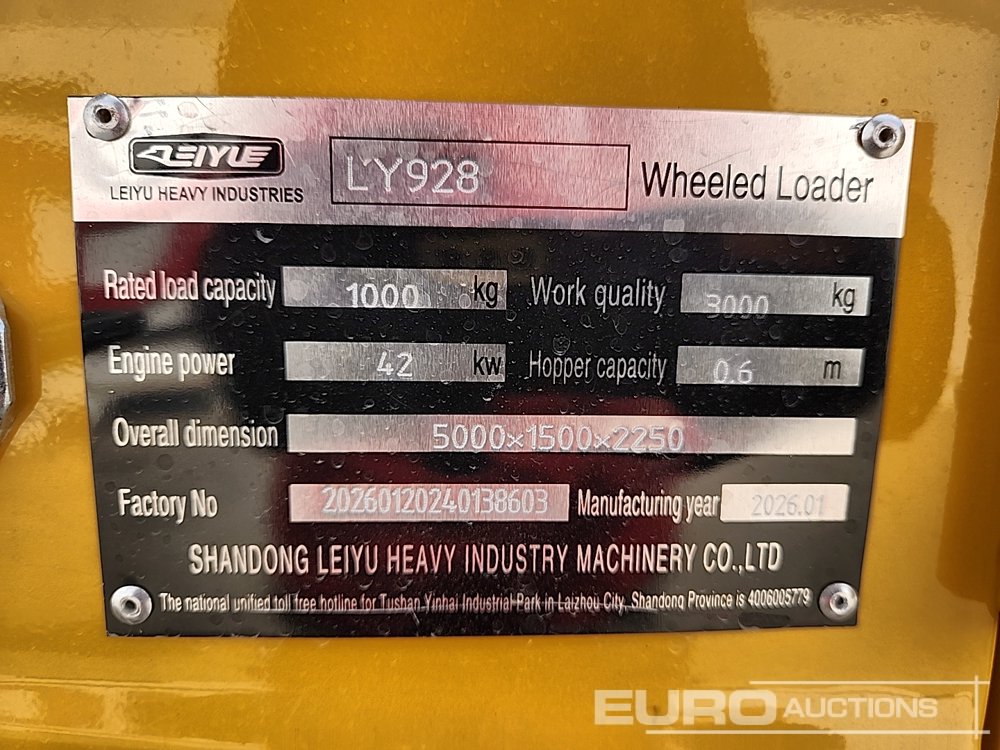 LEIYUE
LEIYU HEAVY INDUSTRIES
LY928
Wheeled Loader
Rated load capacity 1000 kg Work quality 3000 kg
Engine power 42 kw Hopper capacity 0.6 m
Overall dimension 5000×1500×2250
Factory No 20260120240138603 Manufacturing year 2026.01
SHANDONG LEIYU HEAVY INDUSTRY MACHINERY CO.,LTD
The national unified toll free hotline for Tushan Yinhai Industrial Park in Laizhou City, Shandong Province is 4006005779
EURO AUCTIONS